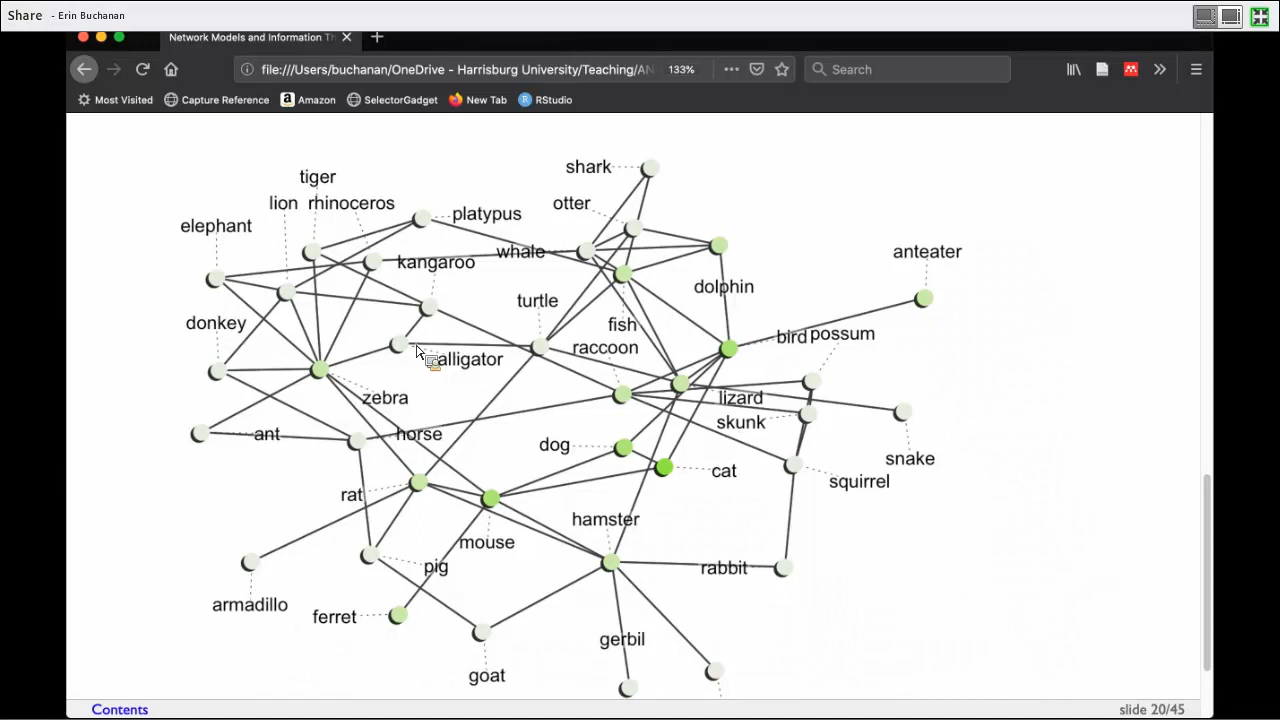 Share - Erin Buchanan
Network Models and Information Th
file:///Users/buchanan/OneDrive - Harrisburg University/Teaching/AN
133%
Search
Most Visited
Capture Reference
Amazon
SelectorGadget
New Tab
RStudio
shark
tiger
lion
rhinoceros
otter
platypus
elephant
whale
anteater
kangaroo
dolphin
turtle
donkey
fish
bird
possum
raccoon
alligator
zebra
lizard
skunk
ant
horse
dog
snake
cat
squirrel
rat
hamster
mouse
pig
rabbit
armadillo
ferret
gerbil
goat
Contents
slide 20/45